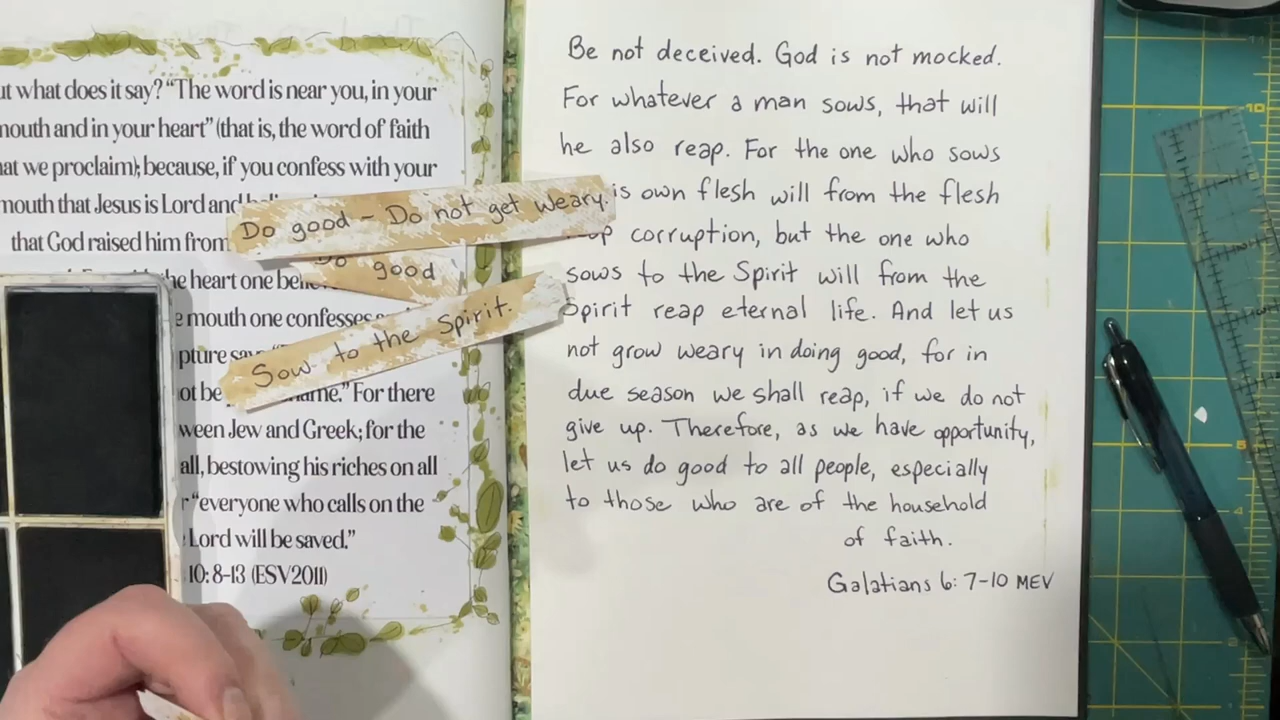 ut what does it say? “The word is near you, in your
mouth and in your heart” (that is, the word of faith
hat we proclaim); because, if you confess with your
mouth that Jesus is Lord and
that God raised him from
the heart one
e mouth one confesses
pture
ot be ame.” For there
ween Jew and Greek; for the
all, bestowing his riches on all
r “everyone who calls on the
Lord will be saved.”
10: 8-13 (ESV2011)
Do good - Do not get weary.
Do good
Sow to the Spirit.
Be not deceived. God is not mocked.
For whatever a man sows, that will
he also reap. For the one who sows
is own flesh will from the flesh
corruption, but the one who
sows to the Spirit will from the
Spirit reap eternal life. And let us
not grow weary in doing good, for in
due season we shall reap, if we do not
give up. Therefore, as we have opportunity,
let us do good to all people, especially
to those who are of the household
of faith.
Galatians 6: 7-10 MEV
10
5
4